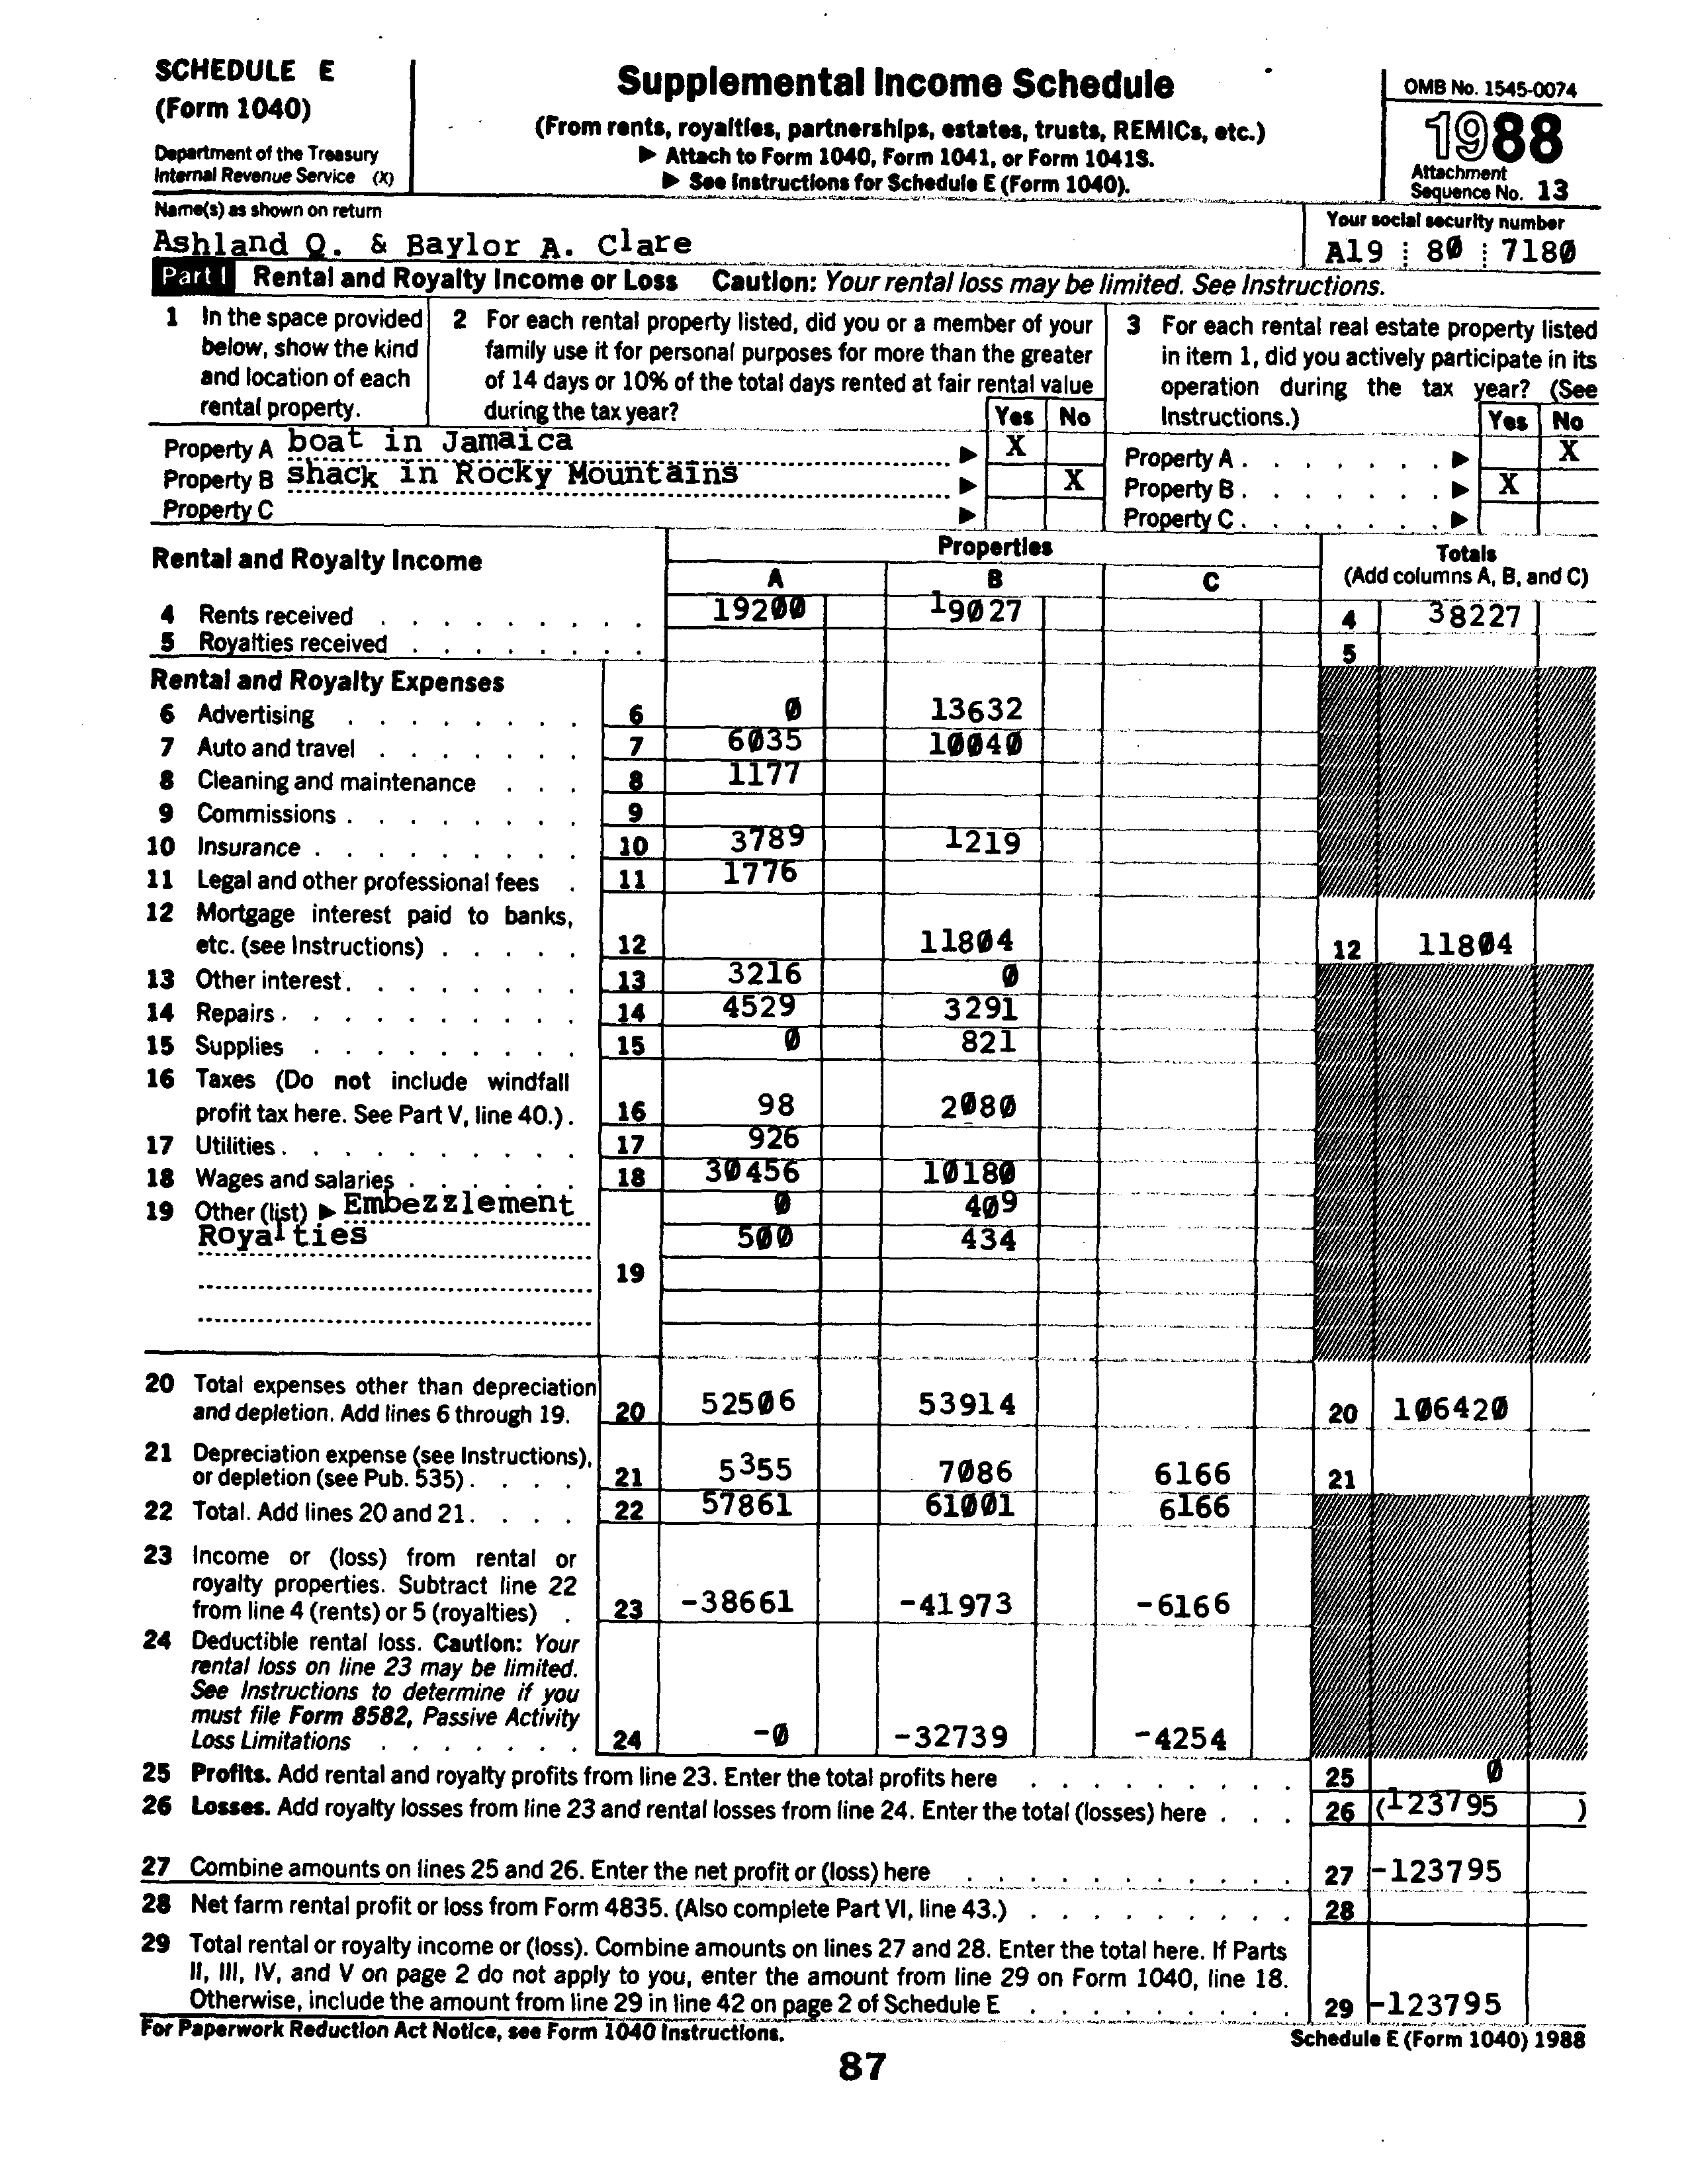 SCHEDULE E
(Form 1040)
Department of the Treasury
Internal Revenue Service (X)
Supplemental Income Schedule
(From rents, royalties, partnerships, estates, trusts, REMICs, etc.)
▶ Attach to Form 1040, Form 1041, or Form 1041S.
▶ See Instructions for Schedule E (Form 1040).
OMB No. 1545-0074
1988
Attachment
Sequence No. 13
Name(s) as shown on return
Ashland Q. & Baylor A. Clare
Your social security number
A19 80 7180
Part I Rental and Royalty Income or Loss Caution: Your rental loss may be limited. See Instructions.
1 In the space provided
below, show the kind
and location of each
rental property.
2 For each rental property listed, did you or a member of your
family use it for personal purposes for more than the greater
of 14 days or 10% of the total days rented at fair rental value
during the tax year?
Yes No
3 For each rental real estate property listed
in item 1, did you actively participate in its
operation during the tax year? (See
Instructions.)
Yes No
Property A boat in Jamaica ▶ X
Property A . . . . . . . ▶ X
Property B shack in Rocky Mountains ▶ X
Property B . . . . . . . ▶ X
Property C ▶
Property C . . . . . . . ▶
Rental and Royalty Income
Properties
A B C
Totals
(Add columns A, B, and C)
4 Rents received . . . . . . . . . 19200 19027 4 38227
5 Royalties received . . . . . . . . 5
Rental and Royalty Expenses
6 Advertising . . . . . . . . 6 0 13632
7 Auto and travel . . . . . . . 7 6035 10040
8 Cleaning and maintenance . . . 8 1177
9 Commissions . . . . . . . . 9
10 Insurance . . . . . . . . . 10 3789 1219
11 Legal and other professional fees . 11 1776
12 Mortgage interest paid to banks,
etc. (see Instructions) . . . . . 12 11804 12 11804
13 Other interest . . . . . . . . 13 3216 0
14 Repairs . . . . . . . . . . 14 4529 3291
15 Supplies . . . . . . . . . 15 0 821
16 Taxes (Do not include windfall
profit tax here. See Part V, line 40.) . 16 98 2080
17 Utilities . . . . . . . . . . 17 926
18 Wages and salaries . . . . . . 18 30456 10180
19 Other (list) ▶ Embezzlement 0 409
Royalties 500 434
19
20 Total expenses other than depreciation
and depletion. Add lines 6 through 19. 20 52506 53914 20 106420
21 Depreciation expense (see Instructions),
or depletion (see Pub. 535) . . . . 21 5355 7086 6166 21
22 Total. Add lines 20 and 21 . . . . 22 57861 61001 6166
23 Income or (loss) from rental or
royalty properties. Subtract line 22
from line 4 (rents) or 5 (royalties) . 23 -38661 -41973 -6166
24 Deductible rental loss. Caution: Your
rental loss on line 23 may be limited.
See Instructions to determine if you
must file Form 8582, Passive Activity
Loss Limitations . . . . . . . 24 -0 -32739 -4254
25 Profits. Add rental and royalty profits from line 23. Enter the total profits here . . . . . . . . . 25 0
26 Losses. Add royalty losses from line 23 and rental losses from line 24. Enter the total (losses) here . . . 26 (123795 )
27 Combine amounts on lines 25 and 26. Enter the net profit or (loss) here . . . . . . . . . . . 27 -123795
28 Net farm rental profit or loss from Form 4835. (Also complete Part VI, line 43.) . . . . . . . . . 28
29 Total rental or royalty income or (loss). Combine amounts on lines 27 and 28. Enter the total here. If Parts
II, III, IV, and V on page 2 do not apply to you, enter the amount from line 29 on Form 1040, line 18.
Otherwise, include the amount from line 29 in line 42 on page 2 of Schedule E . . . . . . . . . 29 -123795
For Paperwork Reduction Act Notice, see Form 1040 Instructions.
Schedule E (Form 1040) 1988
87